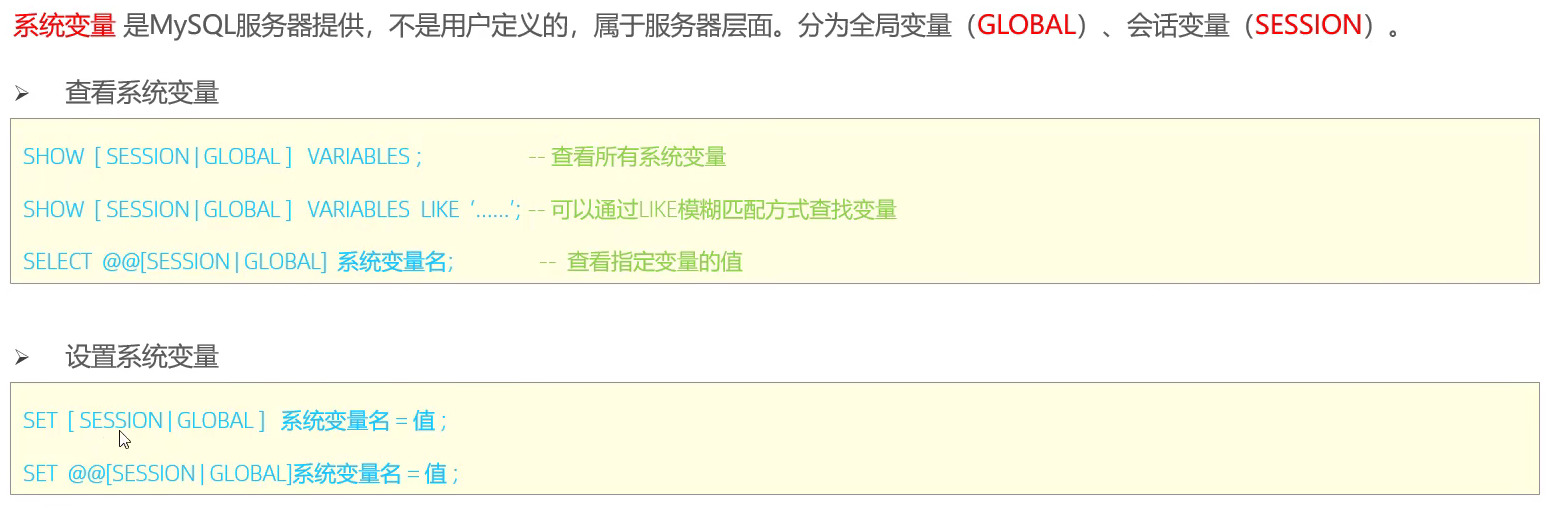 系统变量 是MySQL服务器提供，不是用户定义的，属于服务器层面。分为全局变量（GLOBAL）、会话变量（SESSION）。
➢ 查看系统变量
SHOW [ SESSION | GLOBAL ] VARIABLES ; -- 查看所有系统变量
SHOW [ SESSION | GLOBAL ] VARIABLES LIKE '......'; -- 可以通过LIKE模糊匹配方式查找变量
SELECT @@[SESSION | GLOBAL] 系统变量名; -- 查看指定变量的值
➢ 设置系统变量
SET [ SESSION | GLOBAL ] 系统变量名 = 值 ;
SET @@[SESSION | GLOBAL]系统变量名 = 值 ;